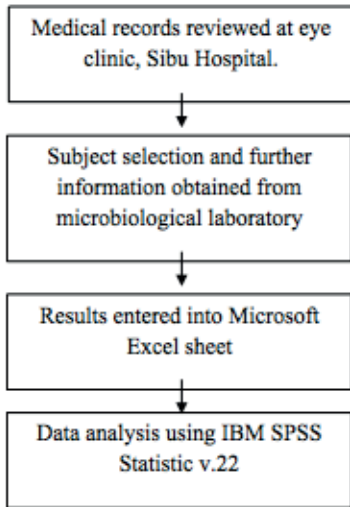 Medical records reviewed at eye
clinic, Sibu Hospital.
Subject selection and further
information obtained from
microbiological laboratory
Results entered into Microsoft
Excel sheet
Data analysis using IBM SPSS
Statistic v.22